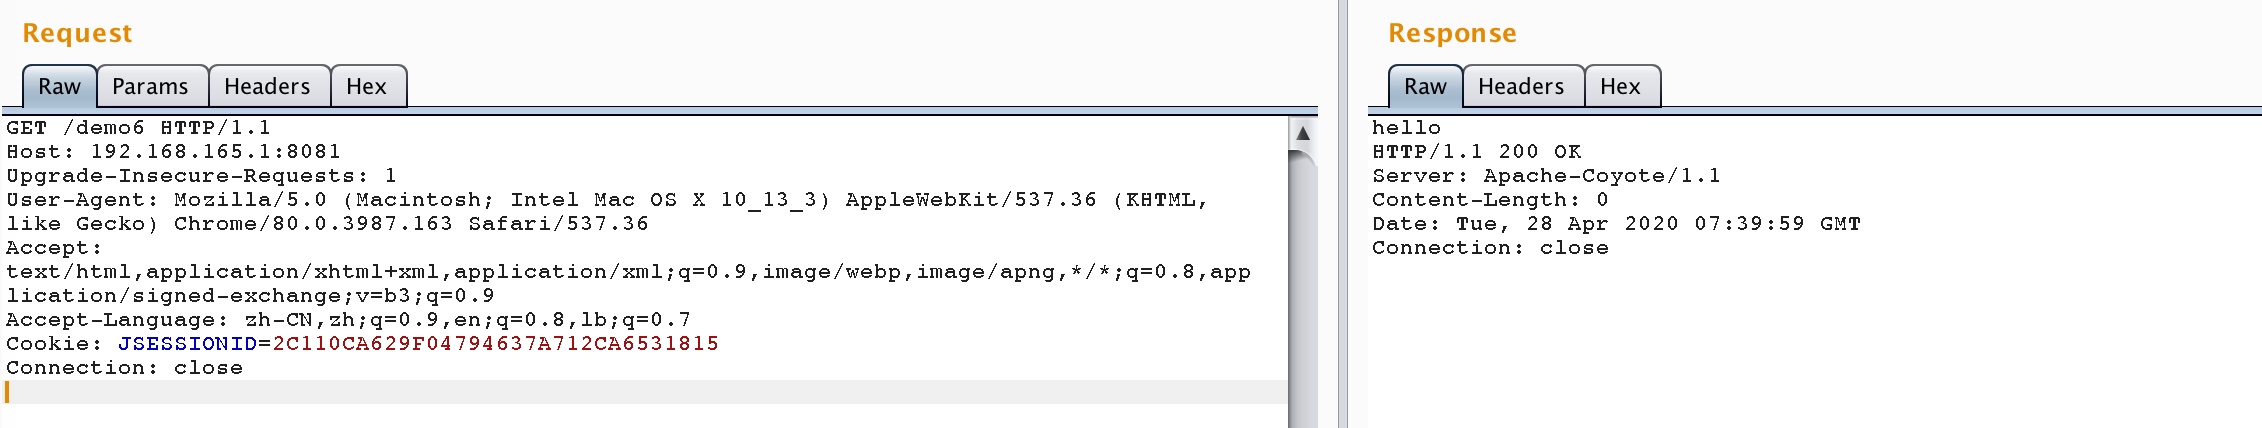 Request
Raw Params Headers Hex
GET /demo6 HTTP/1.1
Host: 192.168.165.1:8081
Upgrade-Insecure-Requests: 1
User-Agent: Mozilla/5.0 (Macintosh; Intel Mac OS X 10_13_3) AppleWebKit/537.36 (KHTML,
like Gecko) Chrome/80.0.3987.163 Safari/537.36
Accept:
text/html,application/xhtml+xml,application/xml;q=0.9,image/webp,image/apng,*/*;q=0.8,app
lication/signed-exchange;v=b3;q=0.9
Accept-Language: zh-CN,zh;q=0.9,en;q=0.8,lb;q=0.7
Cookie: JSESSIONID=2C110CA629F04794637A712CA6531815
Connection: close
Response
Raw Headers Hex
hello
HTTP/1.1 200 OK
Server: Apache-Coyote/1.1
Content-Length: 0
Date: Tue, 28 Apr 2020 07:39:59 GMT
Connection: close